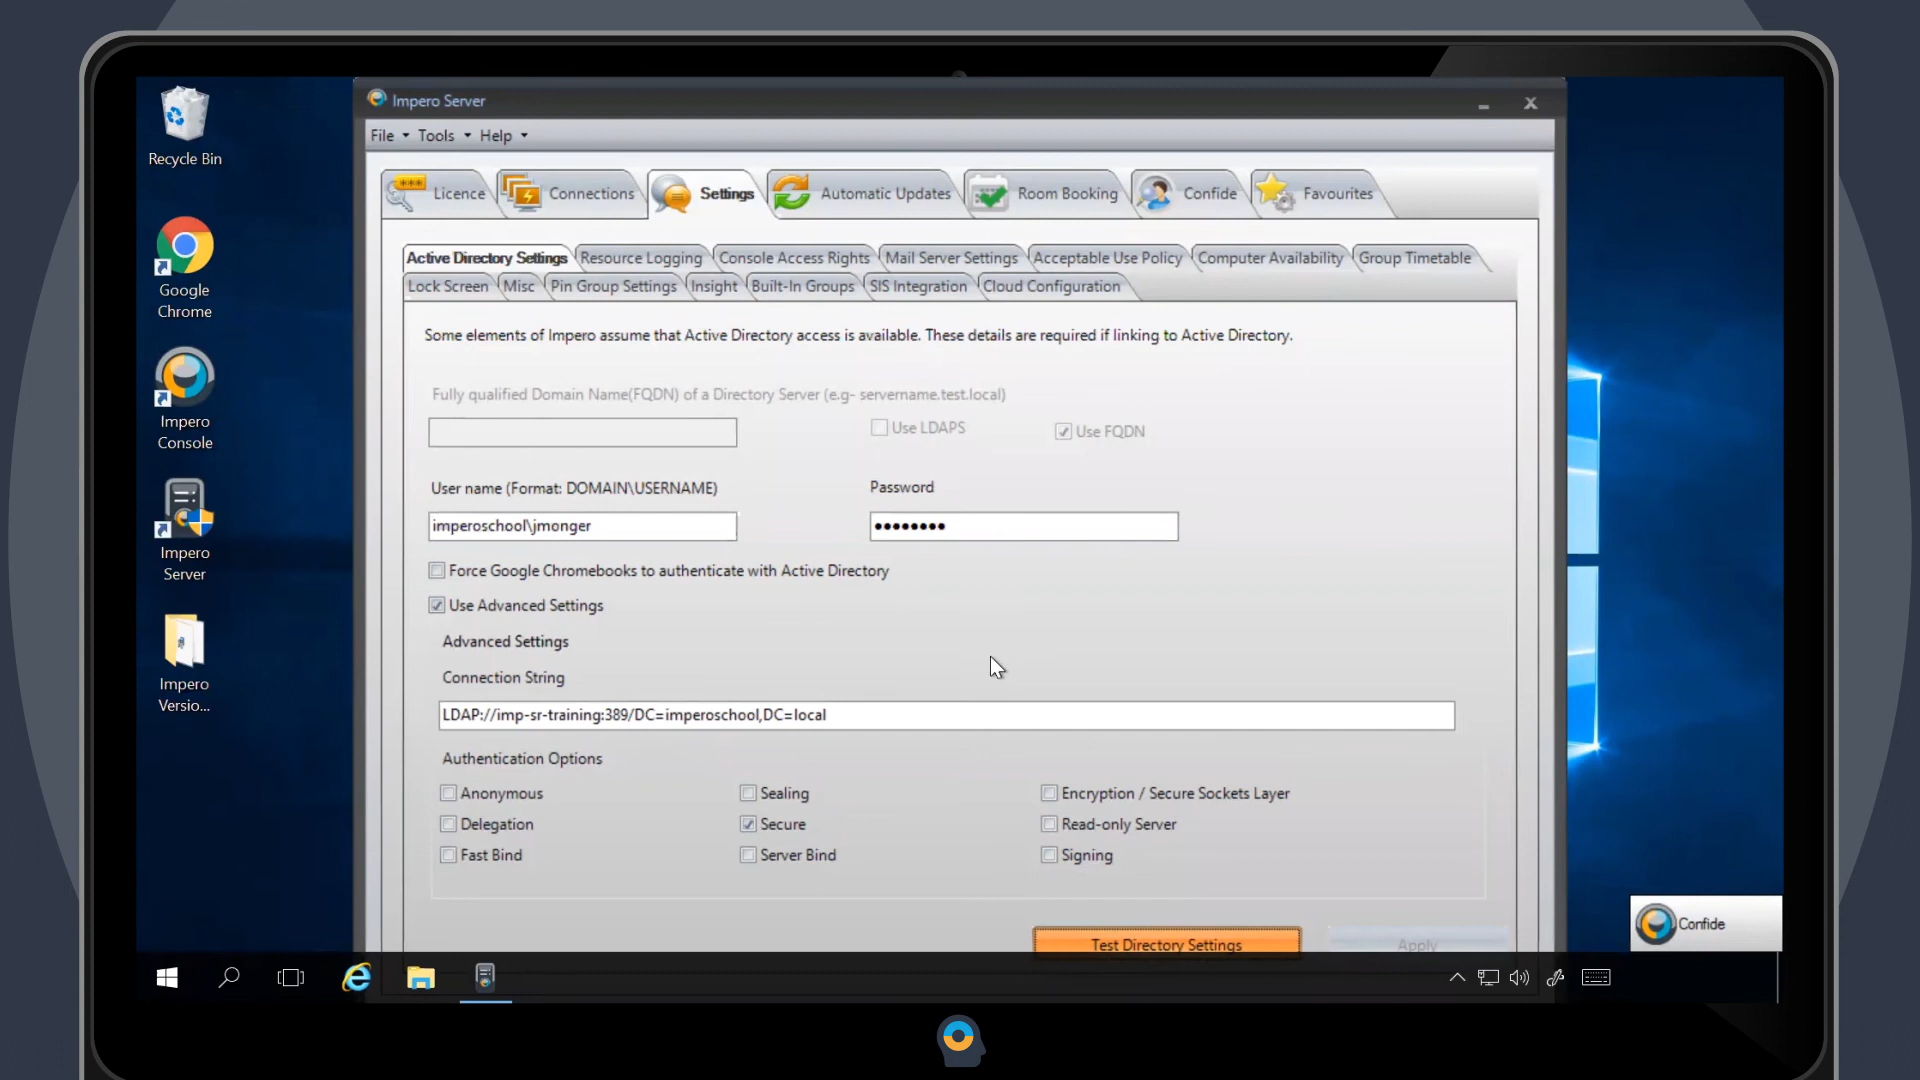 Impero Server
File Tools Help
Recycle Bin
Licence Connections Settings Automatic Updates Room Booking Confide Favourites
Active Directory Settings Resource Logging Console Access Rights Mail Server Settings Acceptable Use Policy Computer Availability Group Timetable
Lock Screen Misc Pin Group Settings Insight Built-In Groups SIS Integration Cloud Configuration
Google
Chrome
Some elements of Impero assume that Active Directory access is available. These details are required if linking to Active Directory.
Fully qualified Domain Name(FQDN) of a Directory Server (e.g- servername.test.local)
Use LDAPS
Use FQDN
Impero
Console
User name (Format: DOMAIN\USERNAME)
Password
imperoschool\jmonger
••••••••
Impero
Server
Force Google Chromebooks to authenticate with Active Directory
Use Advanced Settings
Advanced Settings
Connection String
Impero
Versio...
LDAP://imp-sr-training:389/DC=imperoschool,DC=local
Authentication Options
Anonymous Sealing Encryption / Secure Sockets Layer
Delegation Secure Read-only Server
Fast Bind Server Bind Signing
Confide
Test Directory Settings
Apply